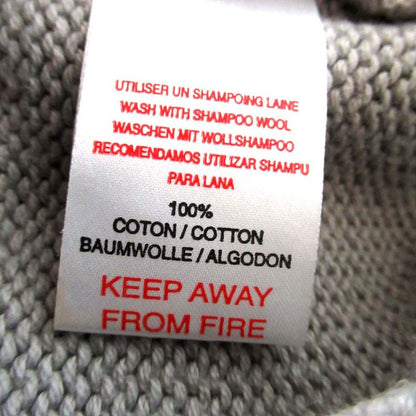 UTILISER UN SHAMPOING LAINE
WASH WITH SHAMPOO WOOL
WASCHEN MIT WOLLSHAMPOO
RECOMENDAMOS UTILIZAR SHAMPU
PARA LANA
100%
COTON / COTTON
BAUMWOLLE / ALGODON
KEEP AWAY
FROM FIRE